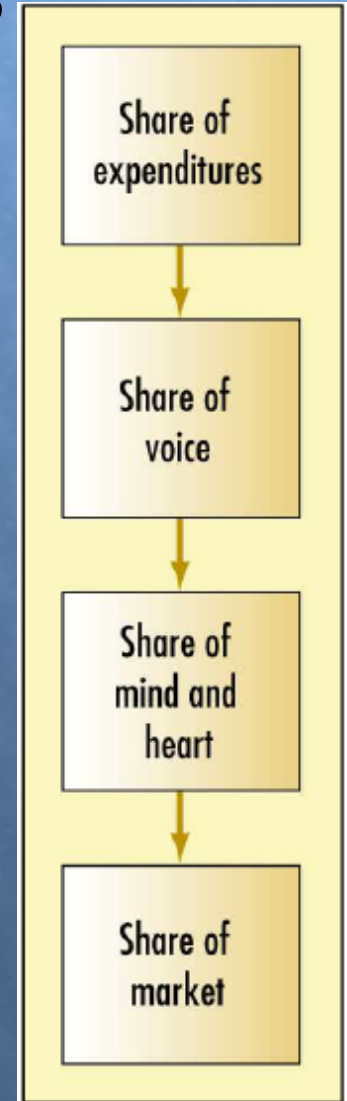 Share of
expenditures
Share of
voice
Share of
mind and
heart
Share of
market